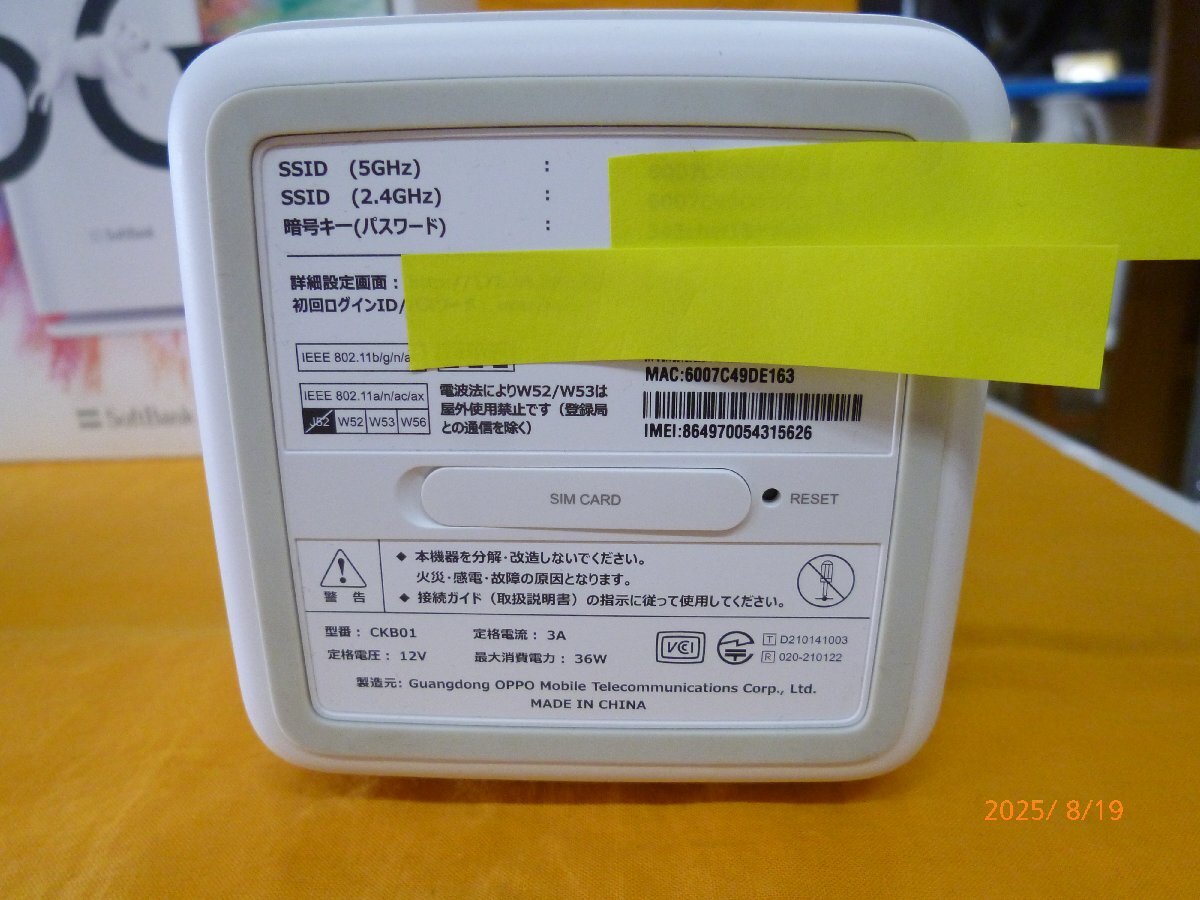 SSID (5GHz) :
SSID (2.4GHz) :
暗号キー(パスワード) :
詳細設定画面 :
初回ログインID/
IEEE 802.11b/g/n/a
IEEE 802.11a/n/ac/ax
J52 W52 W53 W56
電波法によりW52/W53は
屋外使用禁止です（登録局
との通信を除く）
MAC:6007C49DE163
IMEI:864970054315626
SIM CARD
RESET
警 告
◆ 本機器を分解・改造しないでください。
火災・感電・故障の原因となります。
◆ 接続ガイド（取扱説明書）の指示に従って使用してください。
型番： CKB01
定格電流： 3A
定格電圧： 12V
最大消費電力： 36W
VCI
T D210141003
R 020-210122
製造元: Guangdong OPPO Mobile Telecommunications Corp., Ltd.
MADE IN CHINA
SoftBank
SoftBank
2025/ 8/19